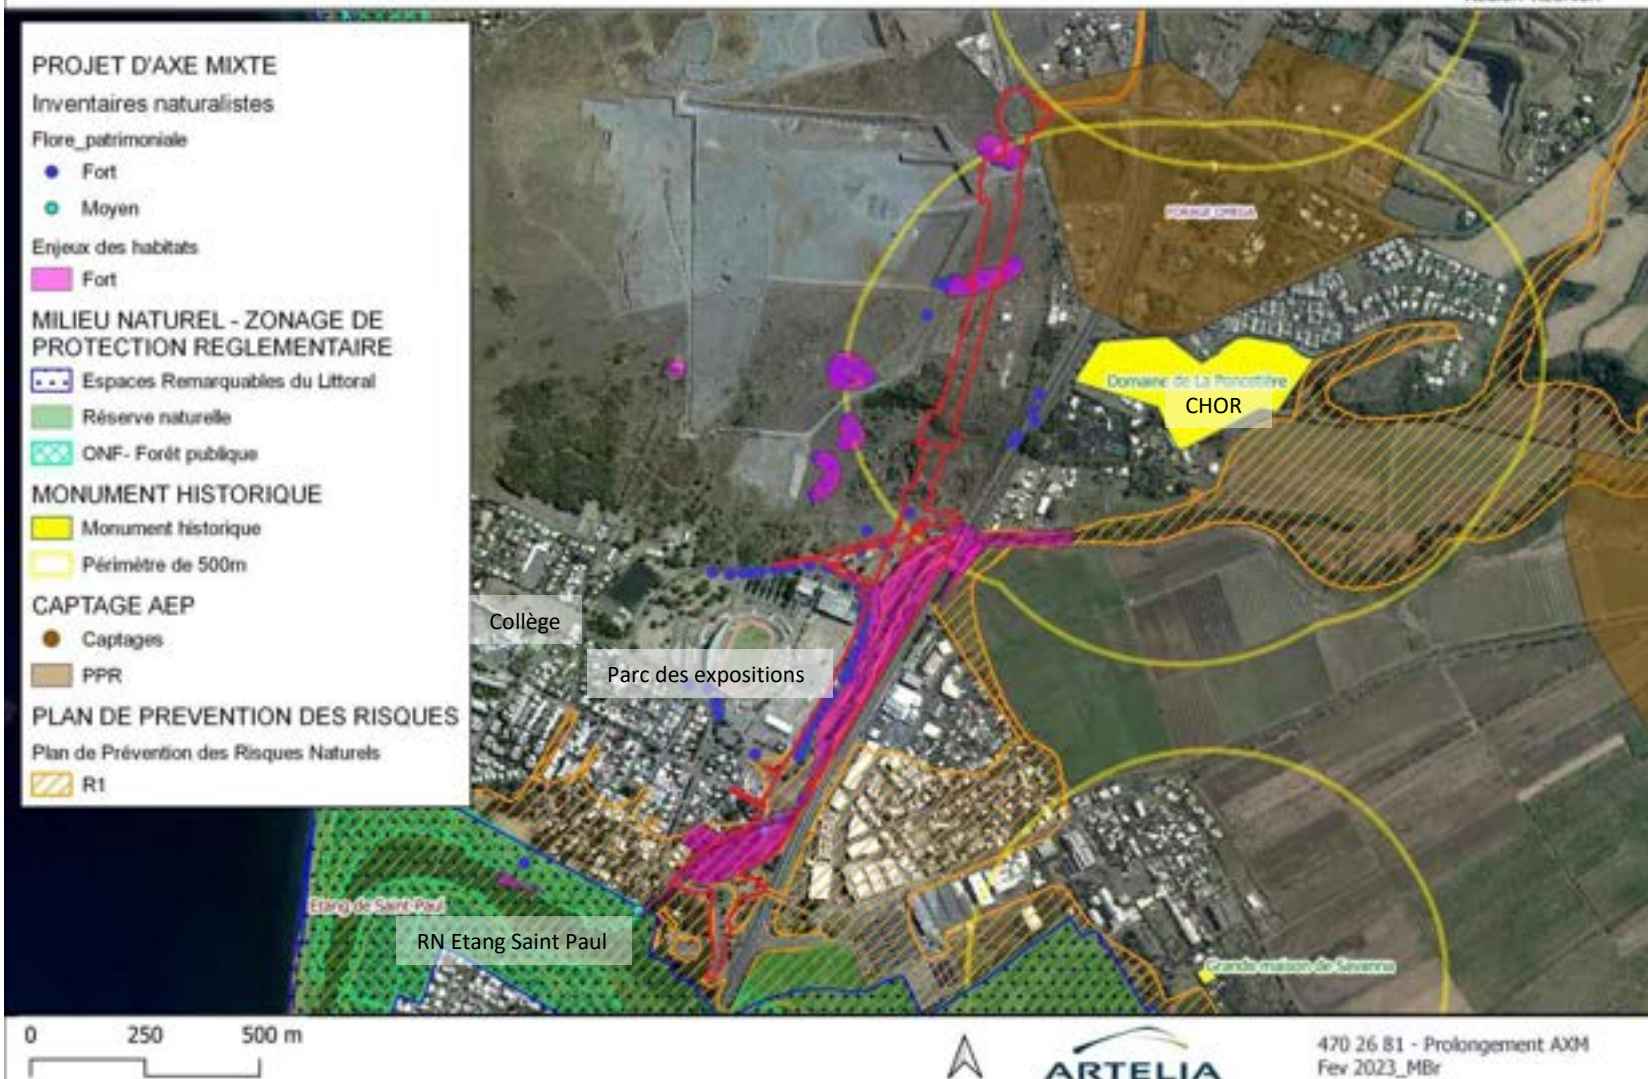 PROJET D'AXE MIXTE
Inventaires naturalistes
Flore_patrimoniale
Fort
Moyen
Enjeux des habitats
Fort
MILIEU NATUREL - ZONAGE DE
PROTECTION REGLEMENTAIRE
Espaces Remarquables du Littoral
Réserve naturelle
ONF- Forêt publique
MONUMENT HISTORIQUE
Monument historique
Périmètre de 500m
CAPTAGE AEP
Captages
PPR
PLAN DE PREVENTION DES RISQUES
Plan de Prévention des Risques Naturels
R1
FORAGE OMEGA
Domaine de La Poncetière
CHOR
Collège
Parc des expositions
Etang de Saint-Paul
RN Etang Saint Paul
Grande maison de Savanna
0 250 500 m
ARTELIA
470 26 81 - Prolongement AXM
Fev 2023_MBr